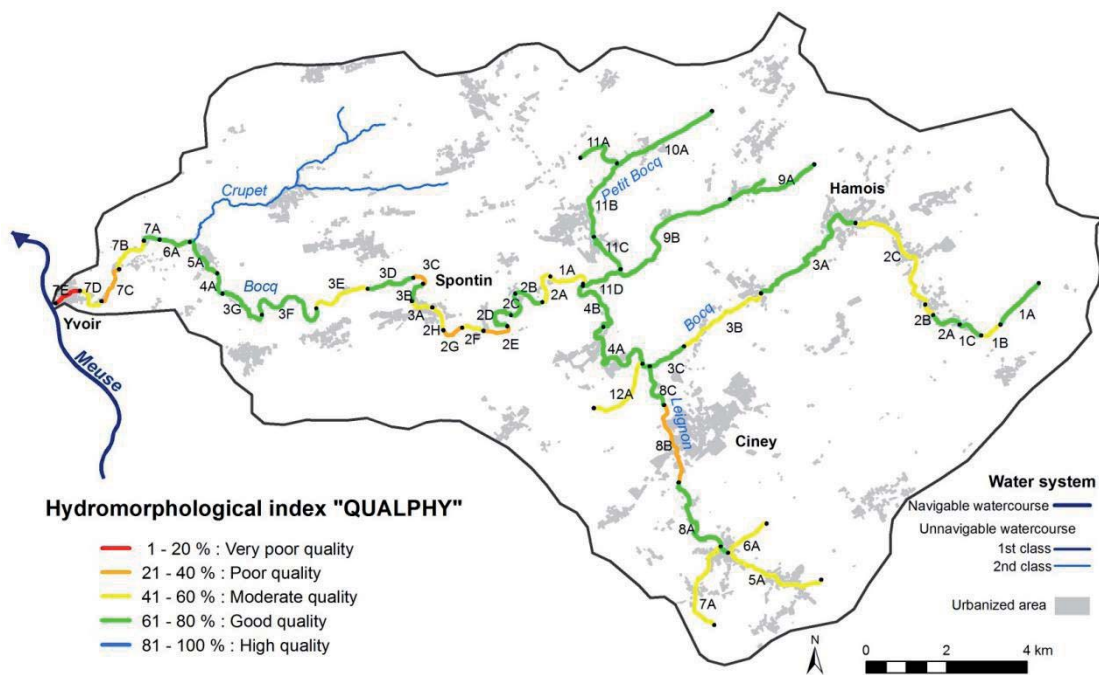 11A
10A
Petit Bocq
9A
Crupet
Hamois
11B
7A
7B
6A
9B
2C
5A
11C
3C
1A
3A
7E
7D
7C
4A
Bocq
3E
3D
3B
Spontin
2B
2A
11D
4B
1A
3G
3F
3A
2C
2D
Bocq
3B
2B
2A
1C
1B
Yvoir
2H
2G
2F
2E
4A
3C
Meuse
12A
8C
Leignon
8B
Ciney
Hydromorphological index "QUALPHY"
1 - 20 % : Very poor quality
21 - 40 % : Poor quality
41 - 60 % : Moderate quality
61 - 80 % : Good quality
81 - 100 % : High quality
8A
6A
5A
7A
Water system
Navigable watercourse
Unnavigable watercourse
1st class
2nd class
Urbanized area
N
0 2 4 km